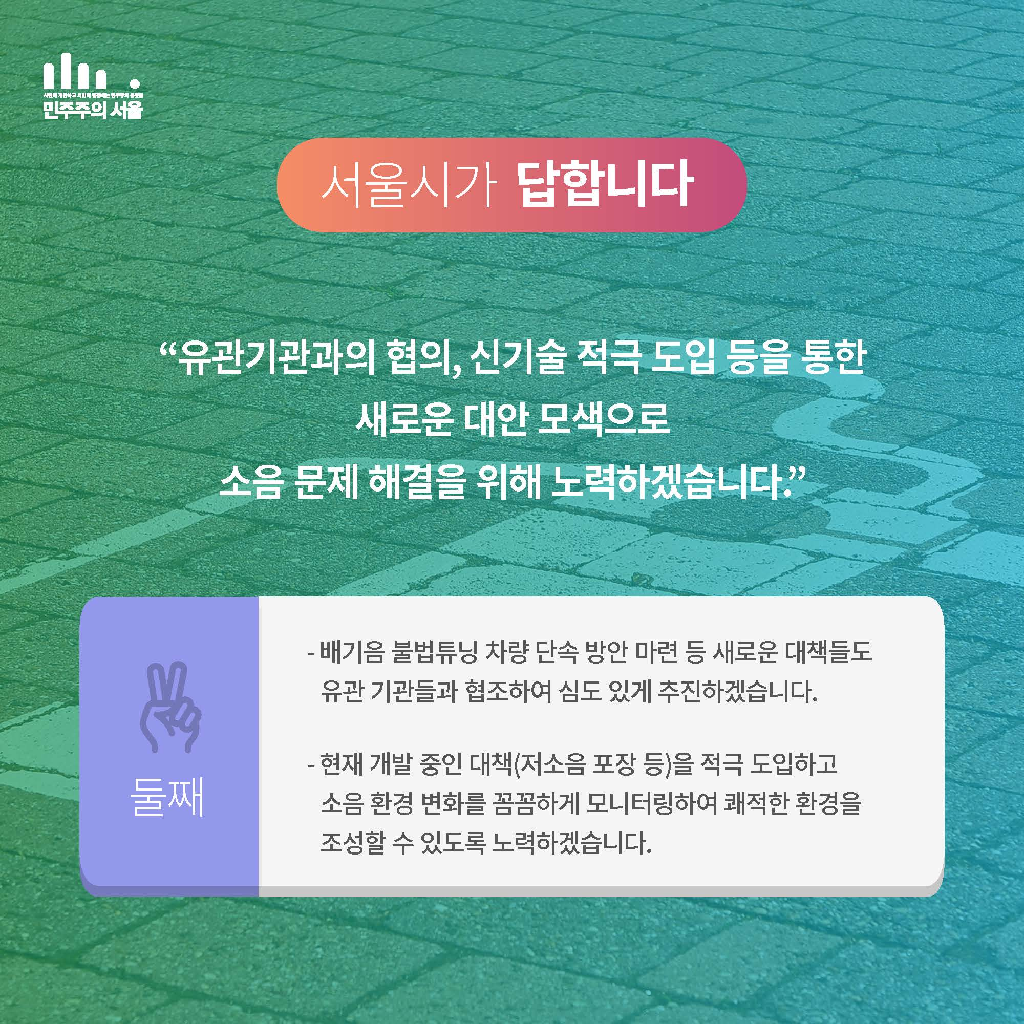 민주주의 서울
서울시가 답합니다
“유관기관과의 협의, 신기술 적극 도입 등을 통한
새로운 대안 모색으로
소음 문제 해결을 위해 노력하겠습니다.”
둘째
- 배기음 불법튜닝 차량 단속 방안 마련 등 새로운 대책들도
유관 기관들과 협조하여 심도 있게 추진하겠습니다.
- 현재 개발 중인 대책(저소음 포장 등)을 적극 도입하고
소음 환경 변화를 꼼꼼하게 모니터링하여 쾌적한 환경을
조성할 수 있도록 노력하겠습니다.